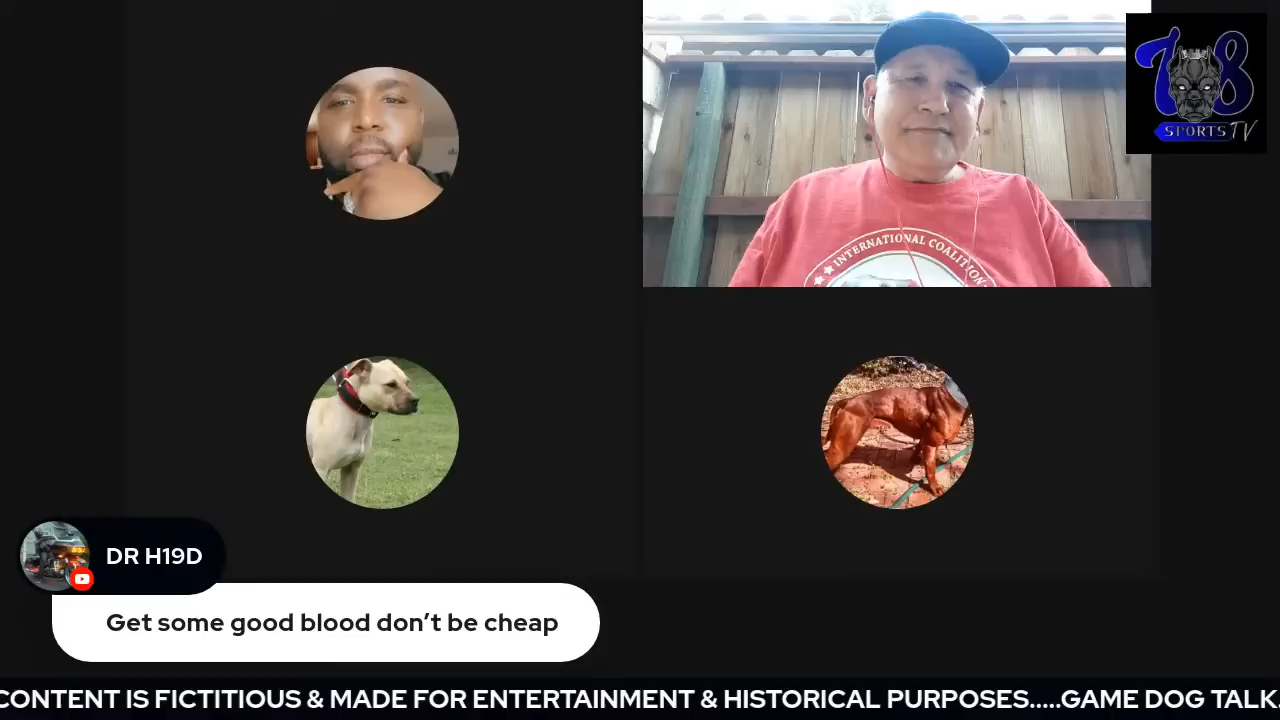 78
SPORTS TV
INTERNATIONAL COALITION
DR H19D
Get some good blood don't be cheap
CONTENT IS FICTITIOUS & MADE FOR ENTERTAINMENT & HISTORICAL PURPOSES.....GAME DOG TALK.